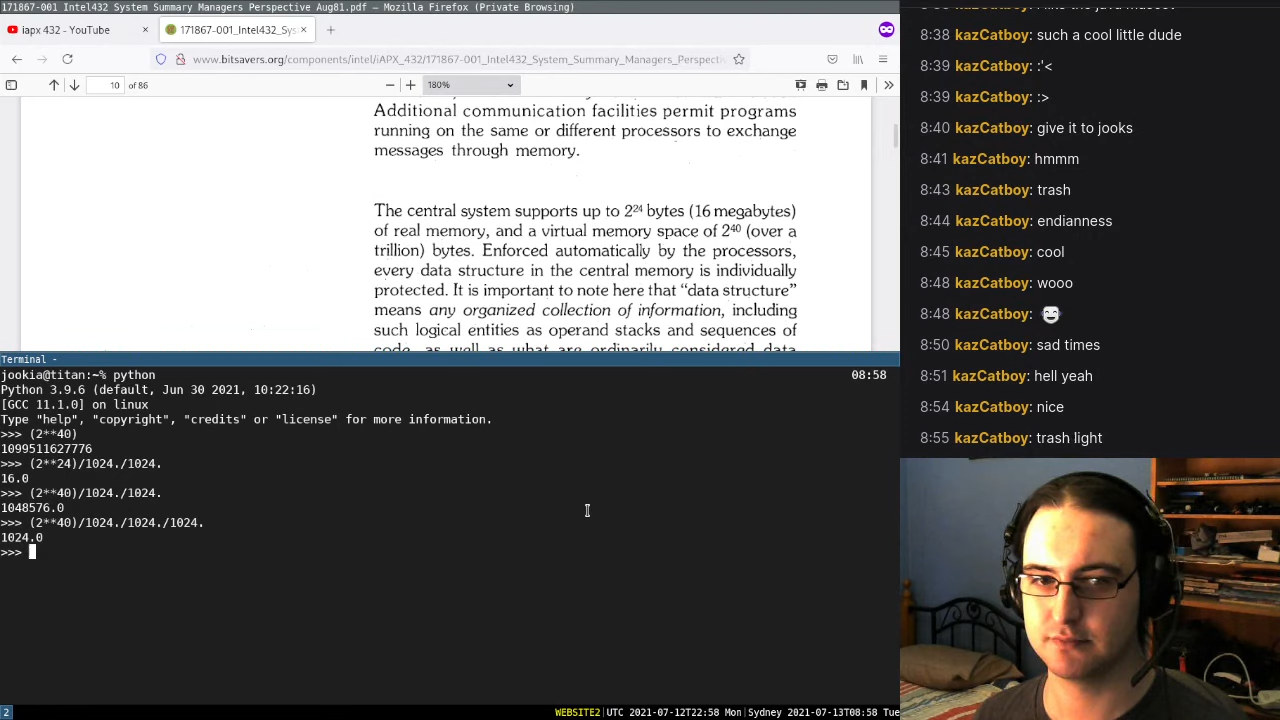 171867-001 Intel432 System Summary Managers Perspective Aug81.pdf — Mozilla Firefox (Private Browsing)
iapx 432 - YouTube
171867-001_Intel432_Sys
www.bitsavers.org/components/intel/iAPX_432/171867-001_Intel432_System_Summary_Managers_Perspecti
10 of 86
180%
Additional communication facilities permit programs
running on the same or different processors to exchange
messages through memory.
The central system supports up to 2²⁴ bytes (16 megabytes)
of real memory, and a virtual memory space of 2⁴⁰ (over a
trillion) bytes. Enforced automatically by the processors,
every data structure in the central memory is individually
protected. It is important to note here that “data structure”
means any organized collection of information, including
such logical entities as operand stacks and sequences of
code, as well as what are ordinarily considered data
Terminal -
jookia@titan:~% python
08:58
Python 3.9.6 (default, Jun 30 2021, 10:22:16)
[GCC 11.1.0] on linux
Type "help", "copyright", "credits" or "license" for more information.
>>> (2**40)
1099511627776
>>> (2**24)/1024./1024.
16.0
>>> (2**40)/1024./1024.
1048576.0
>>> (2**40)/1024./1024./1024.
1024.0
>>>
2
WEBSITE2|UTC 2021-07-12T22:58 Mon|Sydney 2021-07-13T08:58 Tue
8:38 kazCatboy: such a cool little dude
8:39 kazCatboy: :'<
8:39 kazCatboy: :>
8:40 kazCatboy: give it to jooks
8:41 kazCatboy: hmmm
8:43 kazCatboy: trash
8:44 kazCatboy: endianness
8:45 kazCatboy: cool
8:48 kazCatboy: wooo
8:48 kazCatboy:
8:50 kazCatboy: sad times
8:51 kazCatboy: hell yeah
8:54 kazCatboy: nice
8:55 kazCatboy: trash light